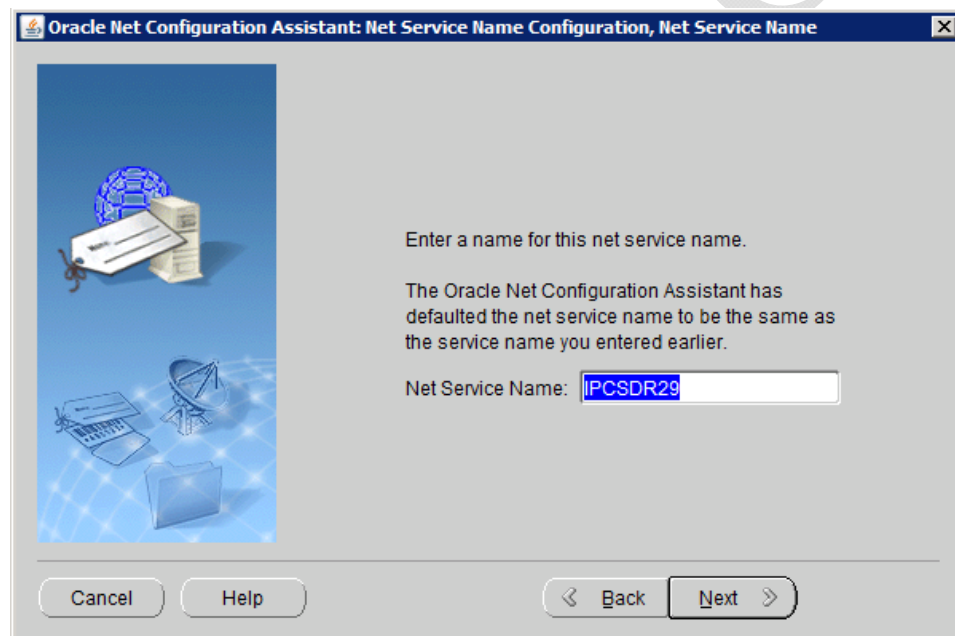 Oracle Net Configuration Assistant: Net Service Name Configuration, Net Service Name
Enter a name for this net service name.
The Oracle Net Configuration Assistant has
defaulted the net service name to be the same as
the service name you entered earlier.
Net Service Name: IPCSDR29
Cancel
Help
Back
Next